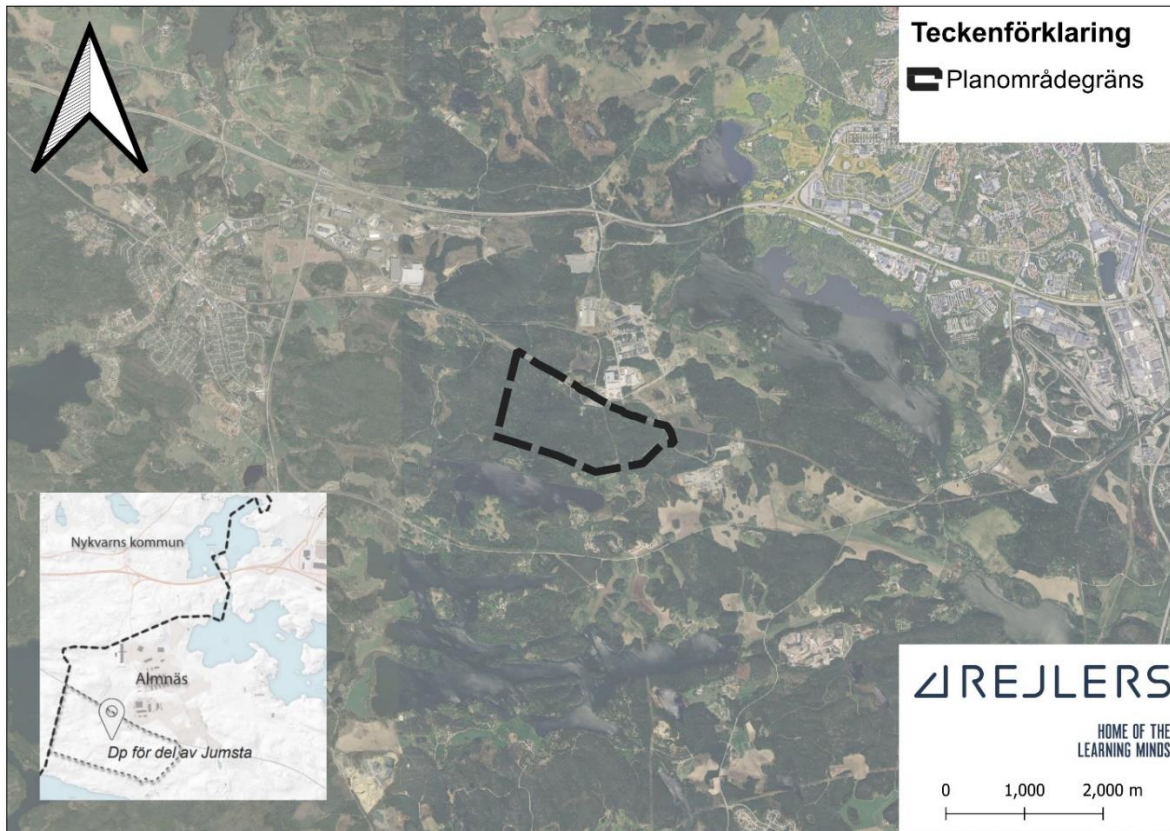 Teckenförklaring
Planområdegräns
Nykvarns kommun
Almnäs
Dp för del av Jumsta
REJLERS
HOME OF THE
LEARNING MINDS
0 1,000 2,000 m